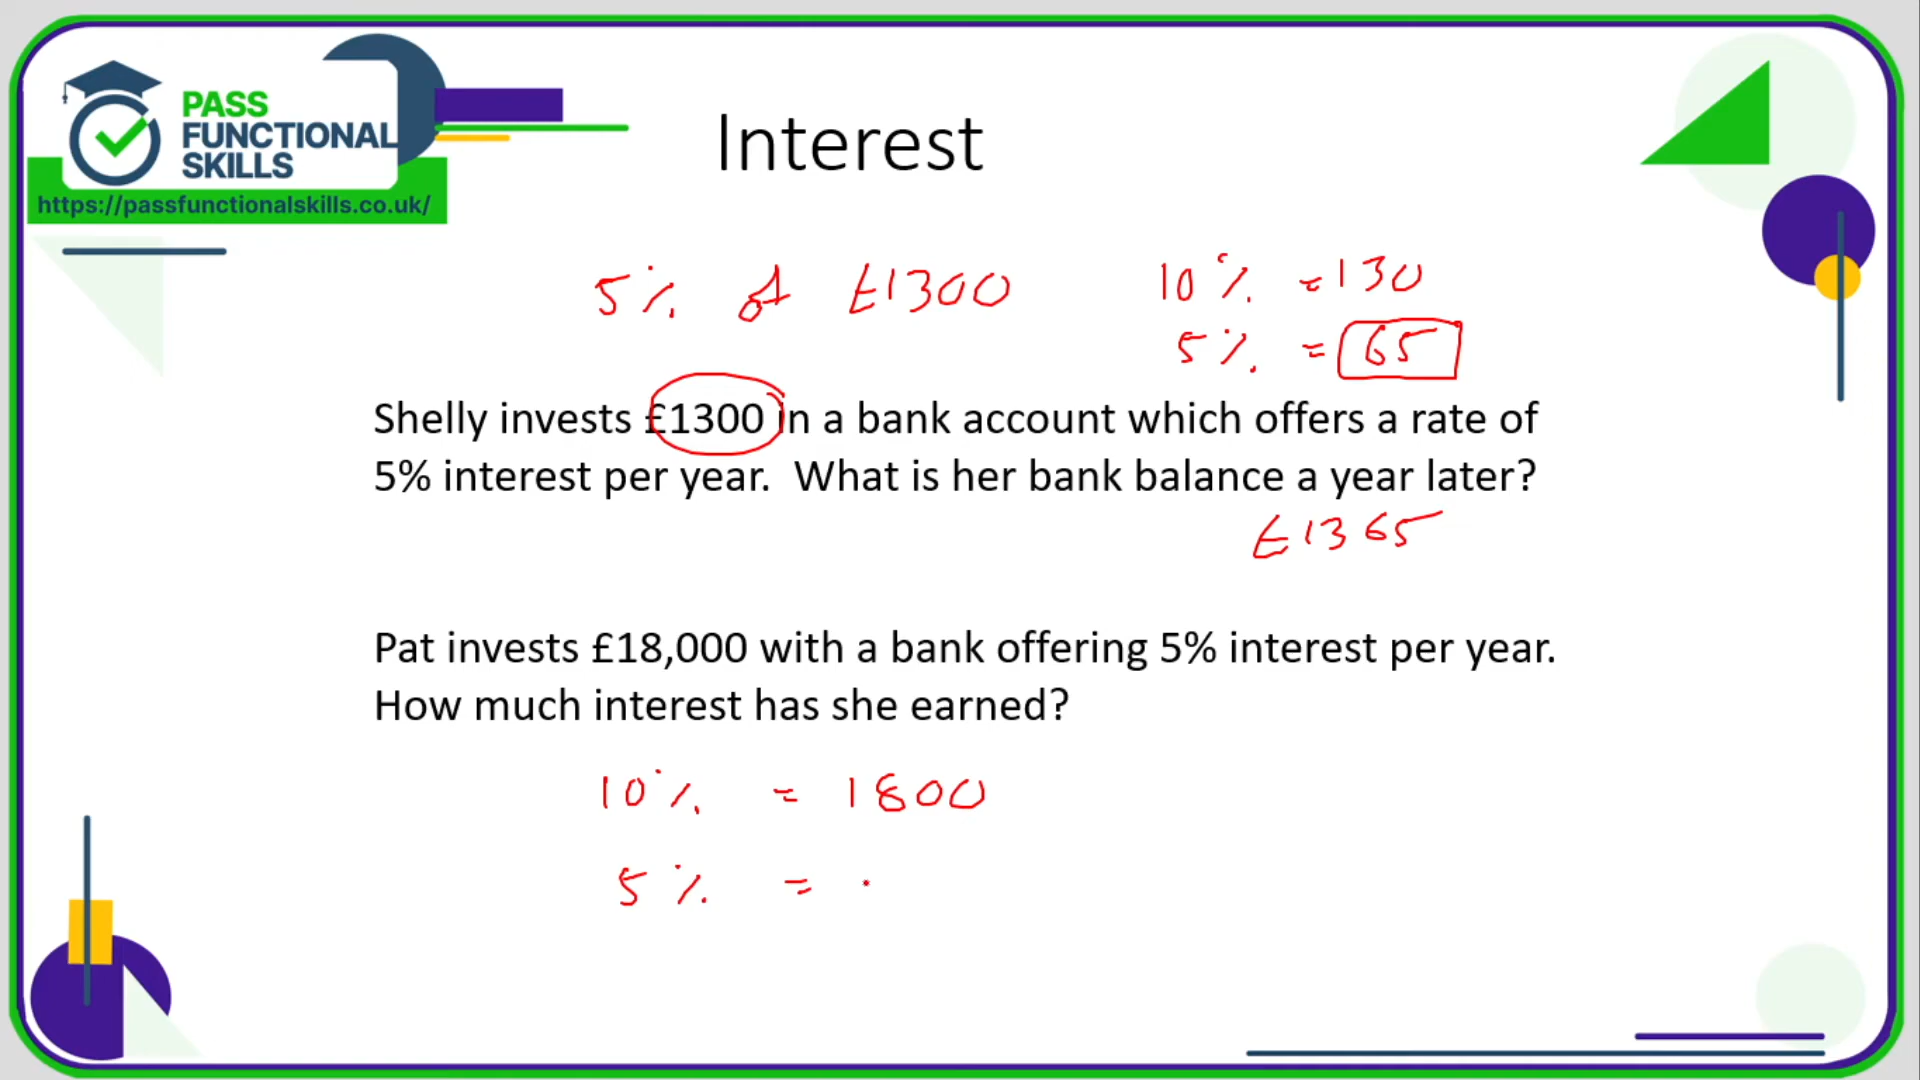 PASS
FUNCTIONAL
SKILLS
https://passfunctionalskills.co.uk/
Interest
5% of £1300
10% = 130
5% = 65
Shelly invests £1300 in a bank account which offers a rate of
5% interest per year. What is her bank balance a year later?
£1365
Pat invests £18,000 with a bank offering 5% interest per year.
How much interest has she earned?
10% = 1800
5% =